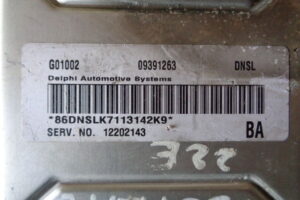 G01002 09391263 DNSL
Delphi Automotive Systems
*86DNSLK7113142K9*
SERV. NO. 12202143 BA